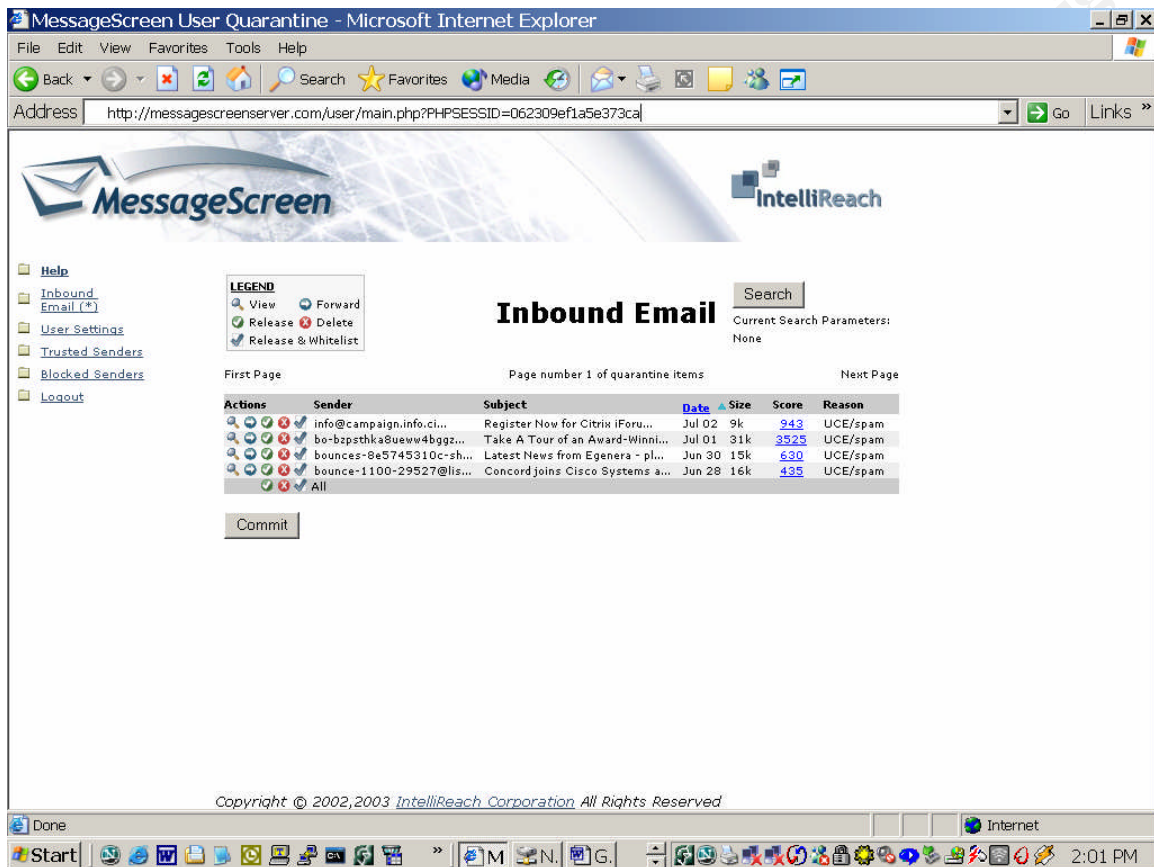 MessageScreen User Quarantine - Microsoft Internet Explorer
File Edit View Favorites Tools Help
Back Search Favorites Media
Address http://messagescreenserver.com/user/main.php?PHPSESSID=062309ef1a5e373ca Go Links »
MessageScreen
IntelliReach
Help
Inbound
Email (*)
User Settings
Trusted Senders
Blocked Senders
Logout
LEGEND
View Forward
Release Delete
Release & Whitelist
Inbound Email
Search
Current Search Parameters:
None
First Page Page number 1 of quarantine items Next Page
Actions Sender Subject Date Size Score Reason
info@campaign.info.ci... Register Now for Citrix iForu... Jul 02 9k 943 UCE/spam
bo-bzpsthka8ueww4bggz... Take A Tour of an Award-Winni... Jul 01 31k 3525 UCE/spam
bounces-8e5745310c-sh... Latest News from Egenera - pl... Jun 30 15k 630 UCE/spam
bounce-1100-29527@lis... Concord joins Cisco Systems a... Jun 28 16k 435 UCE/spam
All
Commit
Copyright © 2002,2003 IntelliReach Corporation All Rights Reserved
Done Internet
Start » M N. G. 2:01 PM